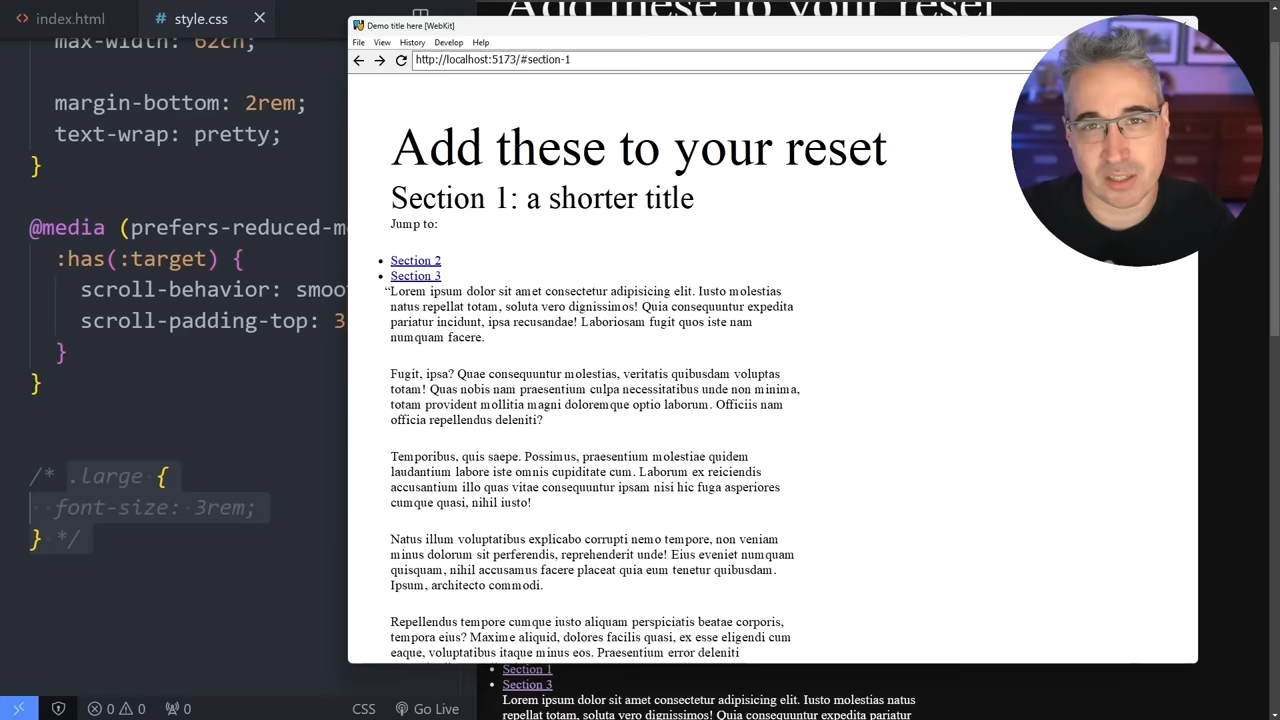 index.html
style.css
max-width: 62ch;
margin-bottom: 2rem;
text-wrap: pretty;
}
@media (prefers-reduced-m
:has(:target) {
scroll-behavior: smoo
scroll-padding-top: 3
}
}
/* .large {
font-size: 3rem;
} */
0 0 0
CSS
Go Live
Add these to your reset
Demo title here [WebKit]
File View History Develop Help
http://localhost:5173/#section-1
Add these to your reset
Section 1: a shorter title
Jump to:
Section 2
Section 3
“Lorem ipsum dolor sit amet consectetur adipisicing elit. Iusto molestias
natus repellat totam, soluta vero dignissimos! Quia consequuntur expedita
pariatur incidunt, ipsa recusandae! Laboriosam fugit quos iste nam
numquam facere.
Fugit, ipsa? Quae consequuntur molestias, veritatis quibusdam voluptas
totam! Quas nobis nam praesentium culpa necessitatibus unde non minima,
totam provident mollitia magni doloremque optio laborum. Officiis nam
officia repellendus deleniti?
Temporibus, quis saepe. Possimus, praesentium molestiae quidem
laudantium labore iste omnis cupiditate cum. Laborum ex reiciendis
accusantium illo quas vitae consequuntur ipsam nisi hic fuga asperiores
cumque quasi, nihil iusto!
Natus illum voluptatibus explicabo corrupti nemo tempore, non veniam
minus dolorum sit perferendis, reprehenderit unde! Eius eveniet numquam
quisquam, nihil accusamus facere placeat quia eum tenetur quibusdam.
Ipsum, architecto commodi.
Repellendus tempore cumque iusto aliquam perspiciatis beatae corporis,
tempora eius? Maxime aliquid, dolores facilis quasi, ex esse eligendi cum
eaque, voluptatibus itaque minus eos. Praesentium error deleniti
Section 1
Section 3
Lorem ipsum dolor sit amet consectetur adipisicing elit. Iusto molestias
natus repellat totam, soluta vero dignissimos! Quia consequuntur expedita pariatur